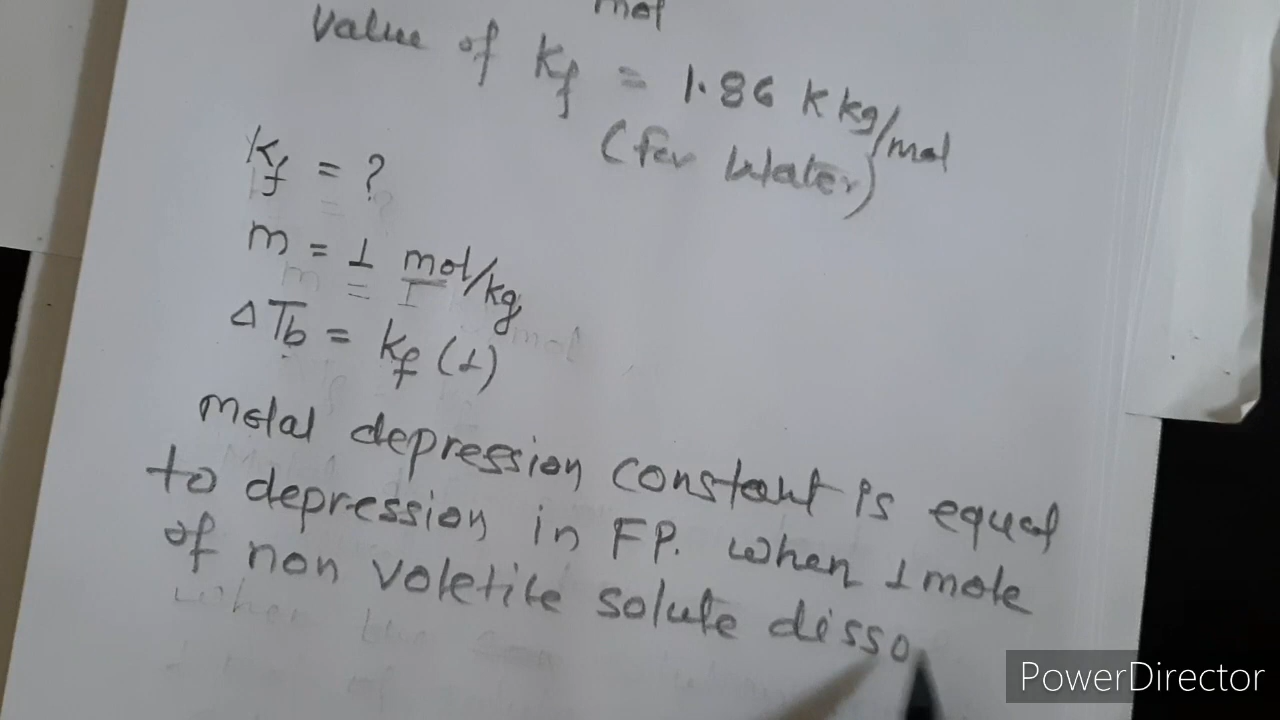 mol
Value of Kf = 1.86 K kg/mol
(for Water)
Kf = ?
m = 1 mol/kg
ΔTb = Kf (1)
molal depression constant is equal
to depression in FP. when 1 mole
of non voletile solute disso
PowerDirector